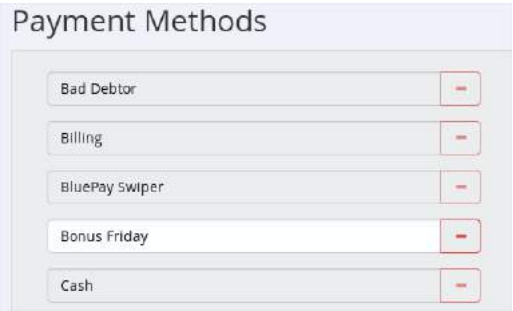 Payment Methods
Bad Debtor
Billing
BluePay Swiper
Bonus Friday
Cash